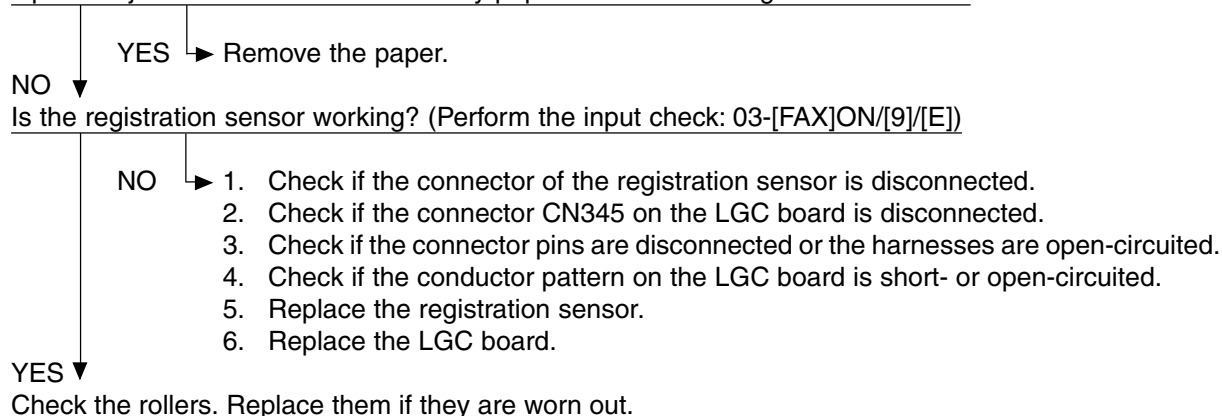 YES Remove the paper.
NO
Is the registration sensor working? (Perform the input check: 03-[FAX]ON/[9]/[E])
NO 1. Check if the connector of the registration sensor is disconnected.
2. Check if the connector CN345 on the LGC board is disconnected.
3. Check if the connector pins are disconnected or the harnesses are open-circuited.
4. Check if the conductor pattern on the LGC board is short- or open-circuited.
5. Replace the registration sensor.
6. Replace the LGC board.
YES
Check the rollers. Replace them if they are worn out.